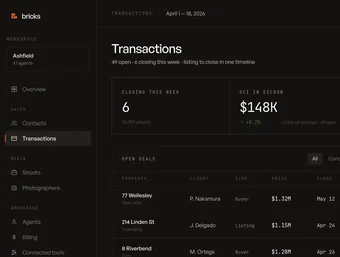 bricks
TRANSACTIONS
April 1 — 18, 2026
WORKSPACE
Ashfield
47 agents
Overview
SALES
Contacts
Transactions
MEDIA
Shoots
Photographers
BROKERAGE
Agents
Billing
Connected tools
Transactions
49 open · 6 closing this week · listing to close in one timeline
CLOSING THIS WEEK
6
GCI IN ESCROW
$148K
OPEN DEALS
All
PROPERTY CLIENT SIDE PRICE CLOSE
77 Wellesley
P. Nakamura Buyer $1.32M May 12
214 Linden St
J. Delgado Listing $1.15M Apr 24
8 Riverbend
M. Ortega Buyer $1.28M Apr 26